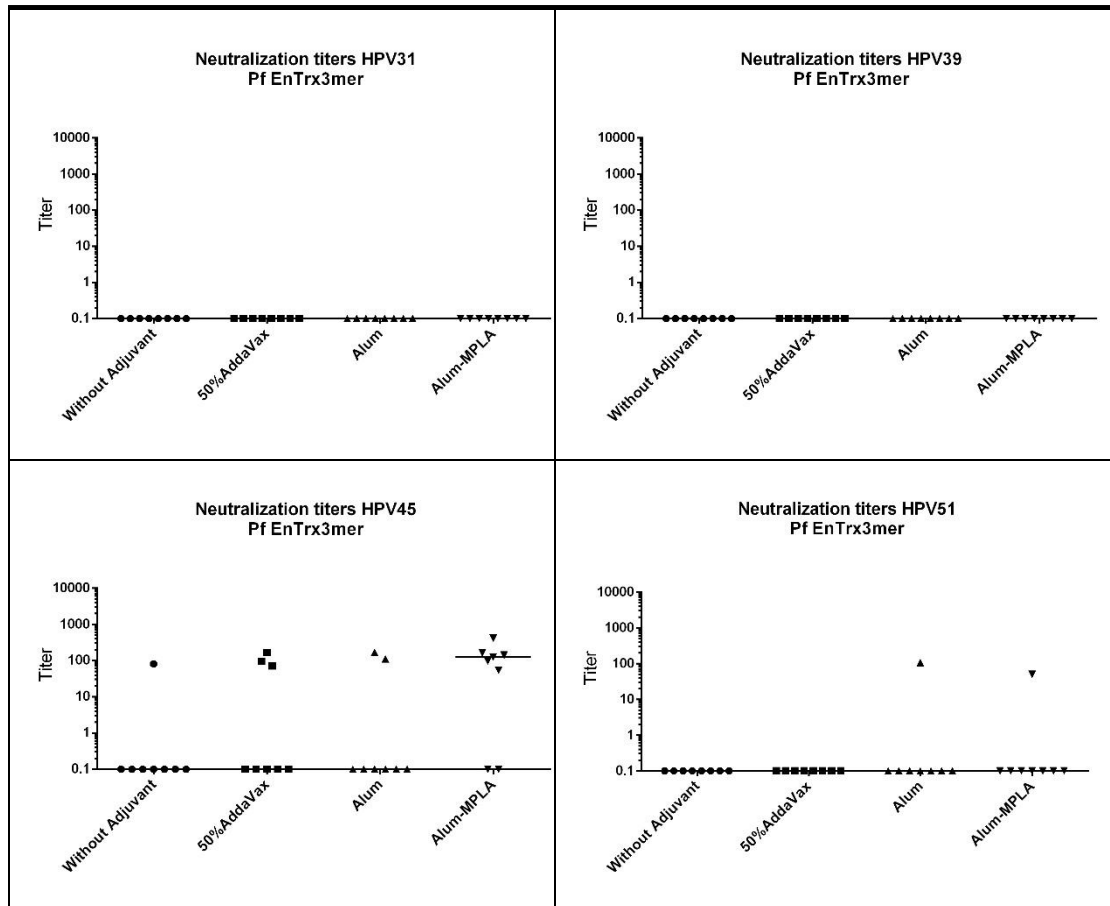 Neutralization titers HPV31
Pf EnTrx3mer
Titer
10000
1000
100
10
1
0.1
Without Adjuvant
50%AddaVax
Alum
Alum-MPLA
Neutralization titers HPV39
Pf EnTrx3mer
Titer
10000
1000
100
10
1
0.1
Without Adjuvant
50%AddaVax
Alum
Alum-MPLA
Neutralization titers HPV45
Pf EnTrx3mer
Titer
10000
1000
100
10
1
0.1
Without Adjuvant
50%AddaVax
Alum
Alum-MPLA
Neutralization titers HPV51
Pf EnTrx3mer
Titer
10000
1000
100
10
1
0.1
Without Adjuvant
50%AddaVax
Alum
Alum-MPLA